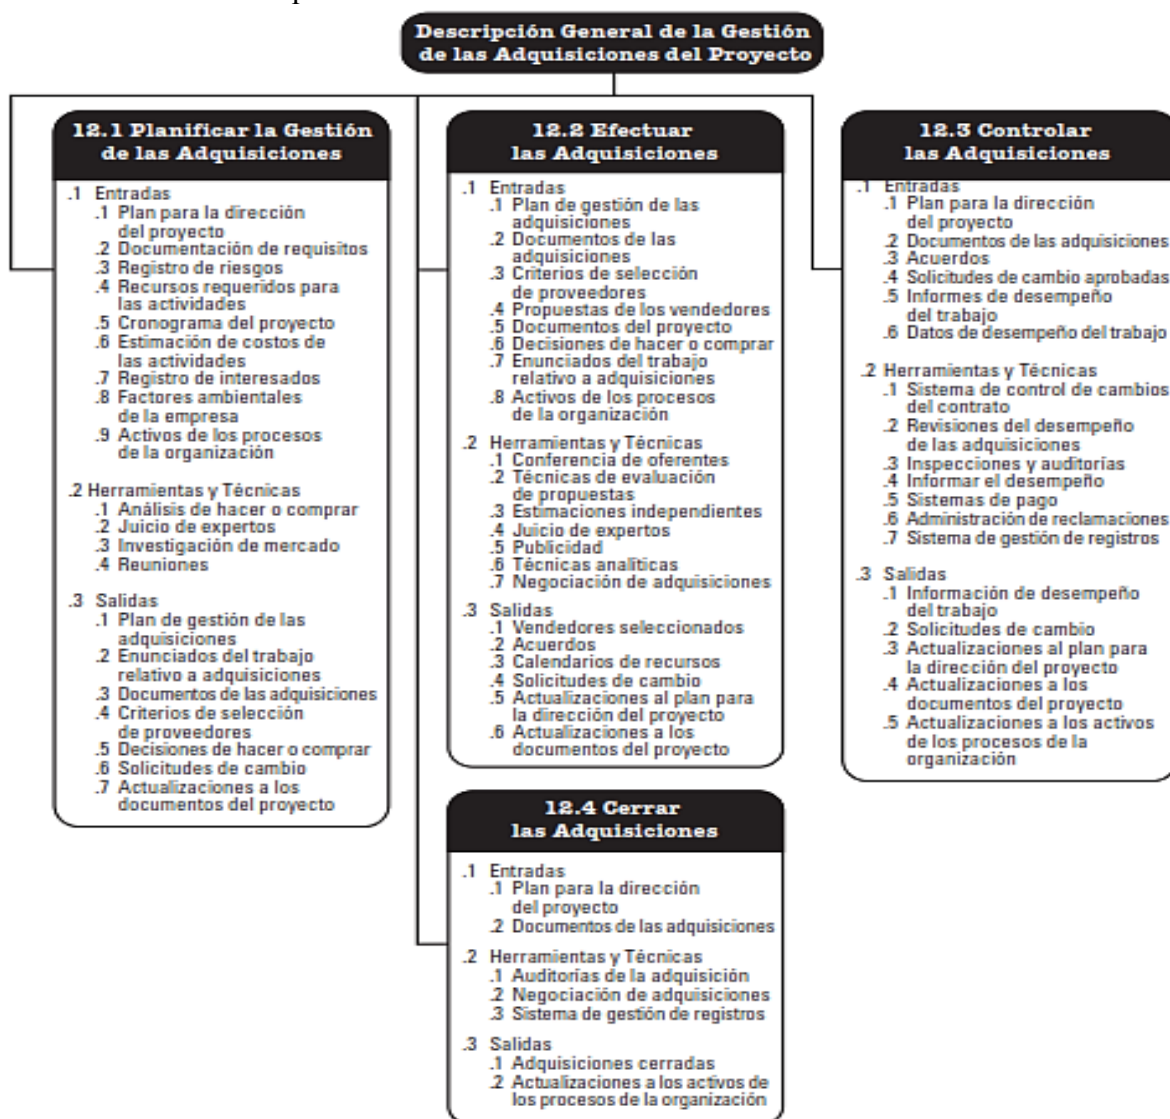 Descripción General de la Gestión
de las Adquisiciones del Proyecto
12.1 Planificar la Gestión
de las Adquisiciones
.1 Entradas
.1 Plan para la dirección
del proyecto
.2 Documentación de requisitos
.3 Registro de riesgos
.4 Recursos requeridos para
las actividades
.5 Cronograma del proyecto
.6 Estimación de costos de
las actividades
.7 Registro de interesados
.8 Factores ambientales
de la empresa
.9 Activos de los procesos
de la organización
.2 Herramientas y Técnicas
.1 Análisis de hacer o comprar
.2 Juicio de expertos
.3 Investigación de mercado
.4 Reuniones
.3 Salidas
.1 Plan de gestión de las
adquisiciones
.2 Enunciados del trabajo
relativo a adquisiciones
.3 Documentos de las adquisiciones
.4 Criterios de selección
de proveedores
.5 Decisiones de hacer o comprar
.6 Solicitudes de cambio
.7 Actualizaciones a los
documentos del proyecto
12.2 Efectuar
las Adquisiciones
.1 Entradas
.1 Plan de gestión de las
adquisiciones
.2 Documentos de las
adquisiciones
.3 Criterios de selección
de proveedores
.4 Propuestas de los vendedores
.5 Documentos del proyecto
.6 Decisiones de hacer o comprar
.7 Enunciados del trabajo
relativo a adquisiciones
.8 Activos de los procesos
de la organización
.2 Herramientas y Técnicas
.1 Conferencia de oferentes
.2 Técnicas de evaluación
de propuestas
.3 Estimaciones independientes
.4 Juicio de expertos
.5 Publicidad
.6 Técnicas analíticas
.7 Negociación de adquisiciones
.3 Salidas
.1 Vendedores seleccionados
.2 Acuerdos
.3 Calendarios de recursos
.4 Solicitudes de cambio
.5 Actualizaciones al plan para
la dirección del proyecto
.6 Actualizaciones a los
documentos del proyecto
12.3 Controlar
las Adquisiciones
.1 Entradas
.1 Plan para la dirección
del proyecto
.2 Documentos de las adquisiciones
.3 Acuerdos
.4 Solicitudes de cambio aprobadas
.5 Informes de desempeño
del trabajo
.6 Datos de desempeño del trabajo
.2 Herramientas y Técnicas
.1 Sistema de control de cambios
del contrato
.2 Revisiones del desempeño
de las adquisiciones
.3 Inspecciones y auditorías
.4 Informar el desempeño
.5 Sistemas de pago
.6 Administración de reclamaciones
.7 Sistema de gestión de registros
.3 Salidas
.1 Información de desempeño
del trabajo
.2 Solicitudes de cambio
.3 Actualizaciones al plan para
la dirección del proyecto
.4 Actualizaciones a los
documentos del proyecto
.5 Actualizaciones a los activos
de los procesos de la
organización
12.4 Cerrar
las Adquisiciones
.1 Entradas
.1 Plan para la dirección
del proyecto
.2 Documentos de las adquisiciones
.2 Herramientas y Técnicas
.1 Auditorías de la adquisición
.2 Negociación de adquisiciones
.3 Sistema de gestión de registros
.3 Salidas
.1 Adquisiciones cerradas
.2 Actualizaciones a los activos de
los procesos de la organización